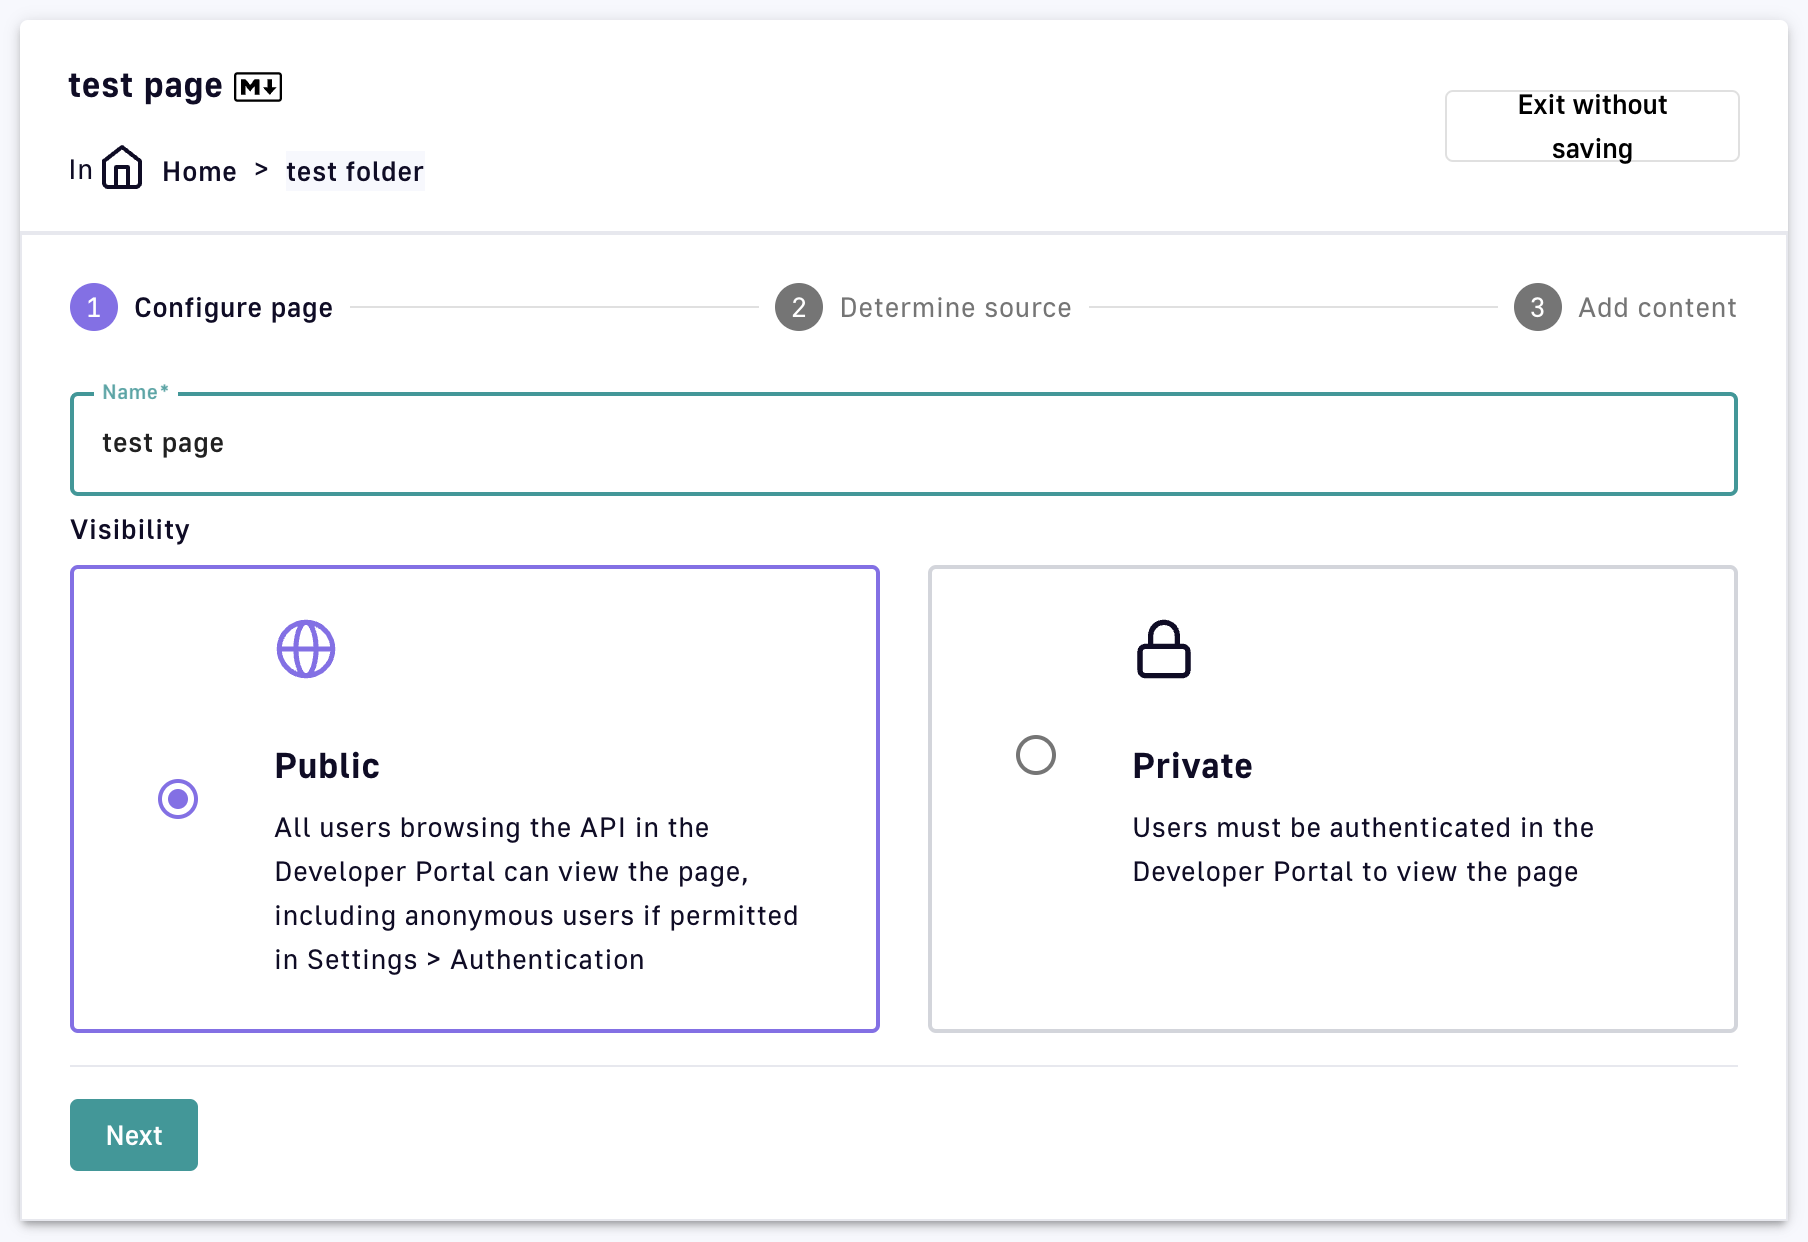 test page M↓
Exit without
saving
In Home > test folder
1 Configure page 2 Determine source 3 Add content
Name*
test page
Visibility
Public
All users browsing the API in the
Developer Portal can view the page,
including anonymous users if permitted
in Settings > Authentication
Private
Users must be authenticated in the
Developer Portal to view the page
Next